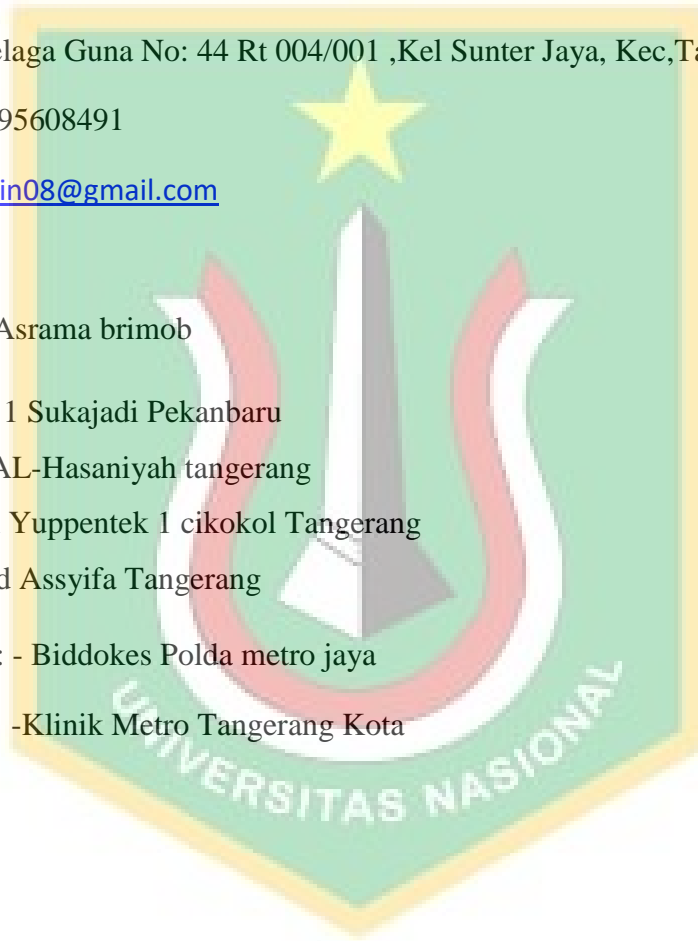 elaga Guna No: 44 Rt 004/001 ,Kel Sunter Jaya, Kec,Ta
95608491
in08@gmail.com
Asrama brimob
1 Sukajadi Pekanbaru
AL-Hasaniyah tangerang
Yuppentek 1 cikokol Tangerang
d Assyifa Tangerang
: - Biddokes Polda metro jaya
-Klinik Metro Tangerang Kota
UNIVERSITAS NASIONAL